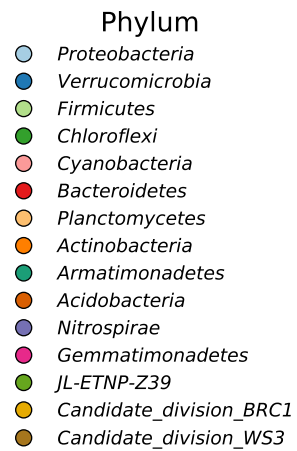 Phylum
Proteobacteria
Verrucomicrobia
Firmicutes
Chloroflexi
Cyanobacteria
Bacteroidetes
Planctomycetes
Actinobacteria
Armatimonadetes
Acidobacteria
Nitrospirae
Gemmatimonadetes
JL-ETNP-Z39
Candidate_division_BRC1
Candidate_division_WS3